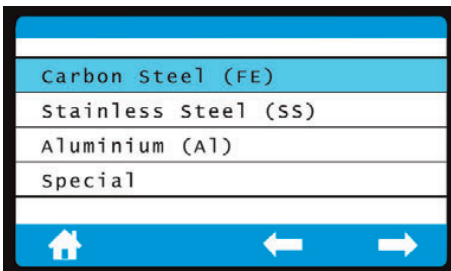 Carbon Steel (FE)
Stainless Steel (SS)
Aluminium (Al)
Special